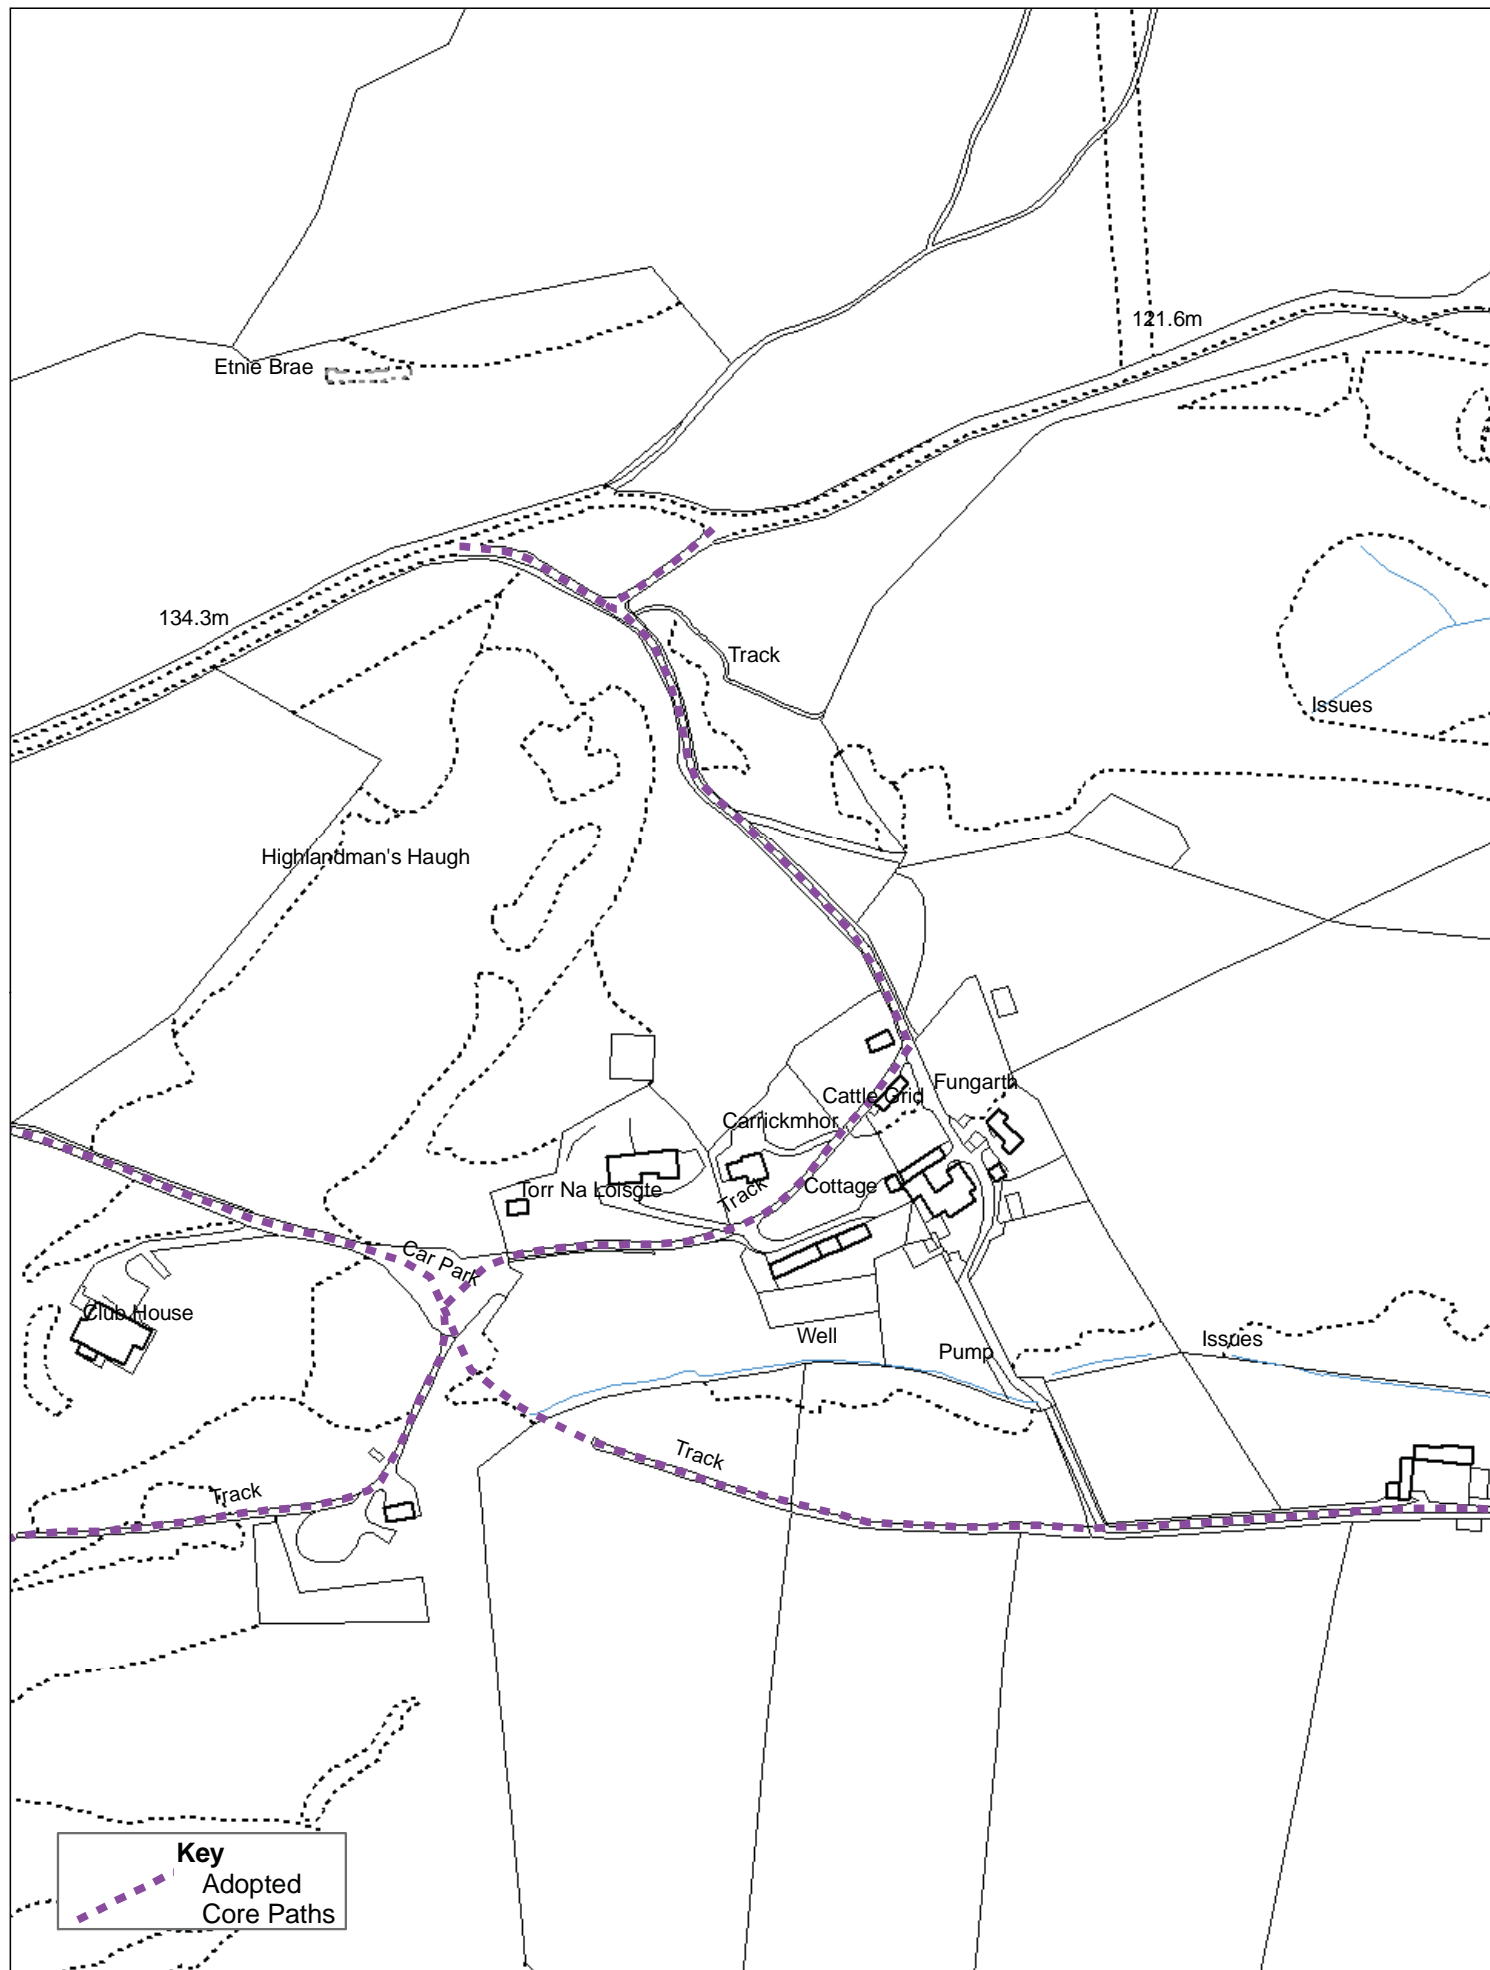 121.6m
Etnie Brae
134.3m
Track
Issues
Highlandman's Haugh
Fungarth
Cattle Grid
Carrickmhor
Torr Na Loisgte
Track
Cottage
Car Park
Club House
Well
Pump
Issues
Track
Track
Key
Adopted
Core Paths